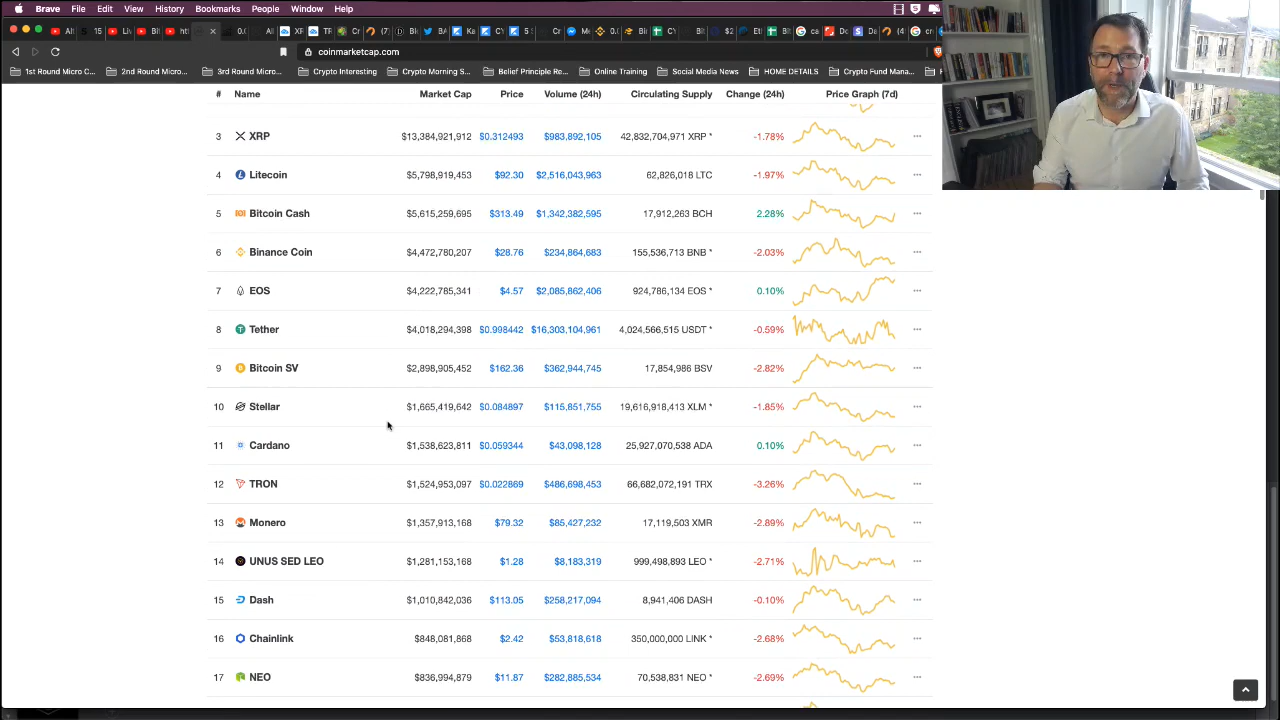 Brave File Edit View History Bookmarks People Window Help
coinmarketcap.com
1st Round Micro C... 2nd Round Micro... 3rd Round Micro... Crypto Interesting Crypto Morning S... Belief Principle Re... Online Training Social Media News HOME DETAILS Crypto Fund Mana...
# Name Market Cap Price Volume (24h) Circulating Supply Change (24h) Price Graph (7d)
3 XRP $13,384,921,912 $0.312493 $983,892,105 42,832,704,971 XRP * -1.78%
4 Litecoin $5,798,919,453 $92.30 $2,516,043,963 62,826,018 LTC -1.97%
5 Bitcoin Cash $5,615,259,695 $313.49 $1,342,382,595 17,912,263 BCH 2.28%
6 Binance Coin $4,472,780,207 $28.76 $234,864,683 155,536,713 BNB * -2.03%
7 EOS $4,222,785,341 $4.57 $2,085,862,406 924,786,134 EOS * 0.10%
8 Tether $4,018,294,398 $0.998442 $16,303,104,961 4,024,566,515 USDT * -0.59%
9 Bitcoin SV $2,898,905,452 $162.36 $362,944,745 17,854,986 BSV -2.82%
10 Stellar $1,665,419,642 $0.084897 $115,851,755 19,616,918,413 XLM * -1.85%
11 Cardano $1,538,623,811 $0.059344 $43,098,128 25,927,070,538 ADA 0.10%
12 TRON $1,524,953,097 $0.022869 $486,698,453 66,682,072,191 TRX -3.26%
13 Monero $1,357,913,168 $79.32 $85,427,232 17,119,503 XMR -2.89%
14 UNUS SED LEO $1,281,153,168 $1.28 $8,183,319 999,498,893 LEO * -2.71%
15 Dash $1,010,842,036 $113.05 $258,217,094 8,941,406 DASH -0.10%
16 Chainlink $848,081,868 $2.42 $53,818,618 350,000,000 LINK * -2.68%
17 NEO $836,994,879 $11.87 $282,885,534 70,538,831 NEO * -2.69%